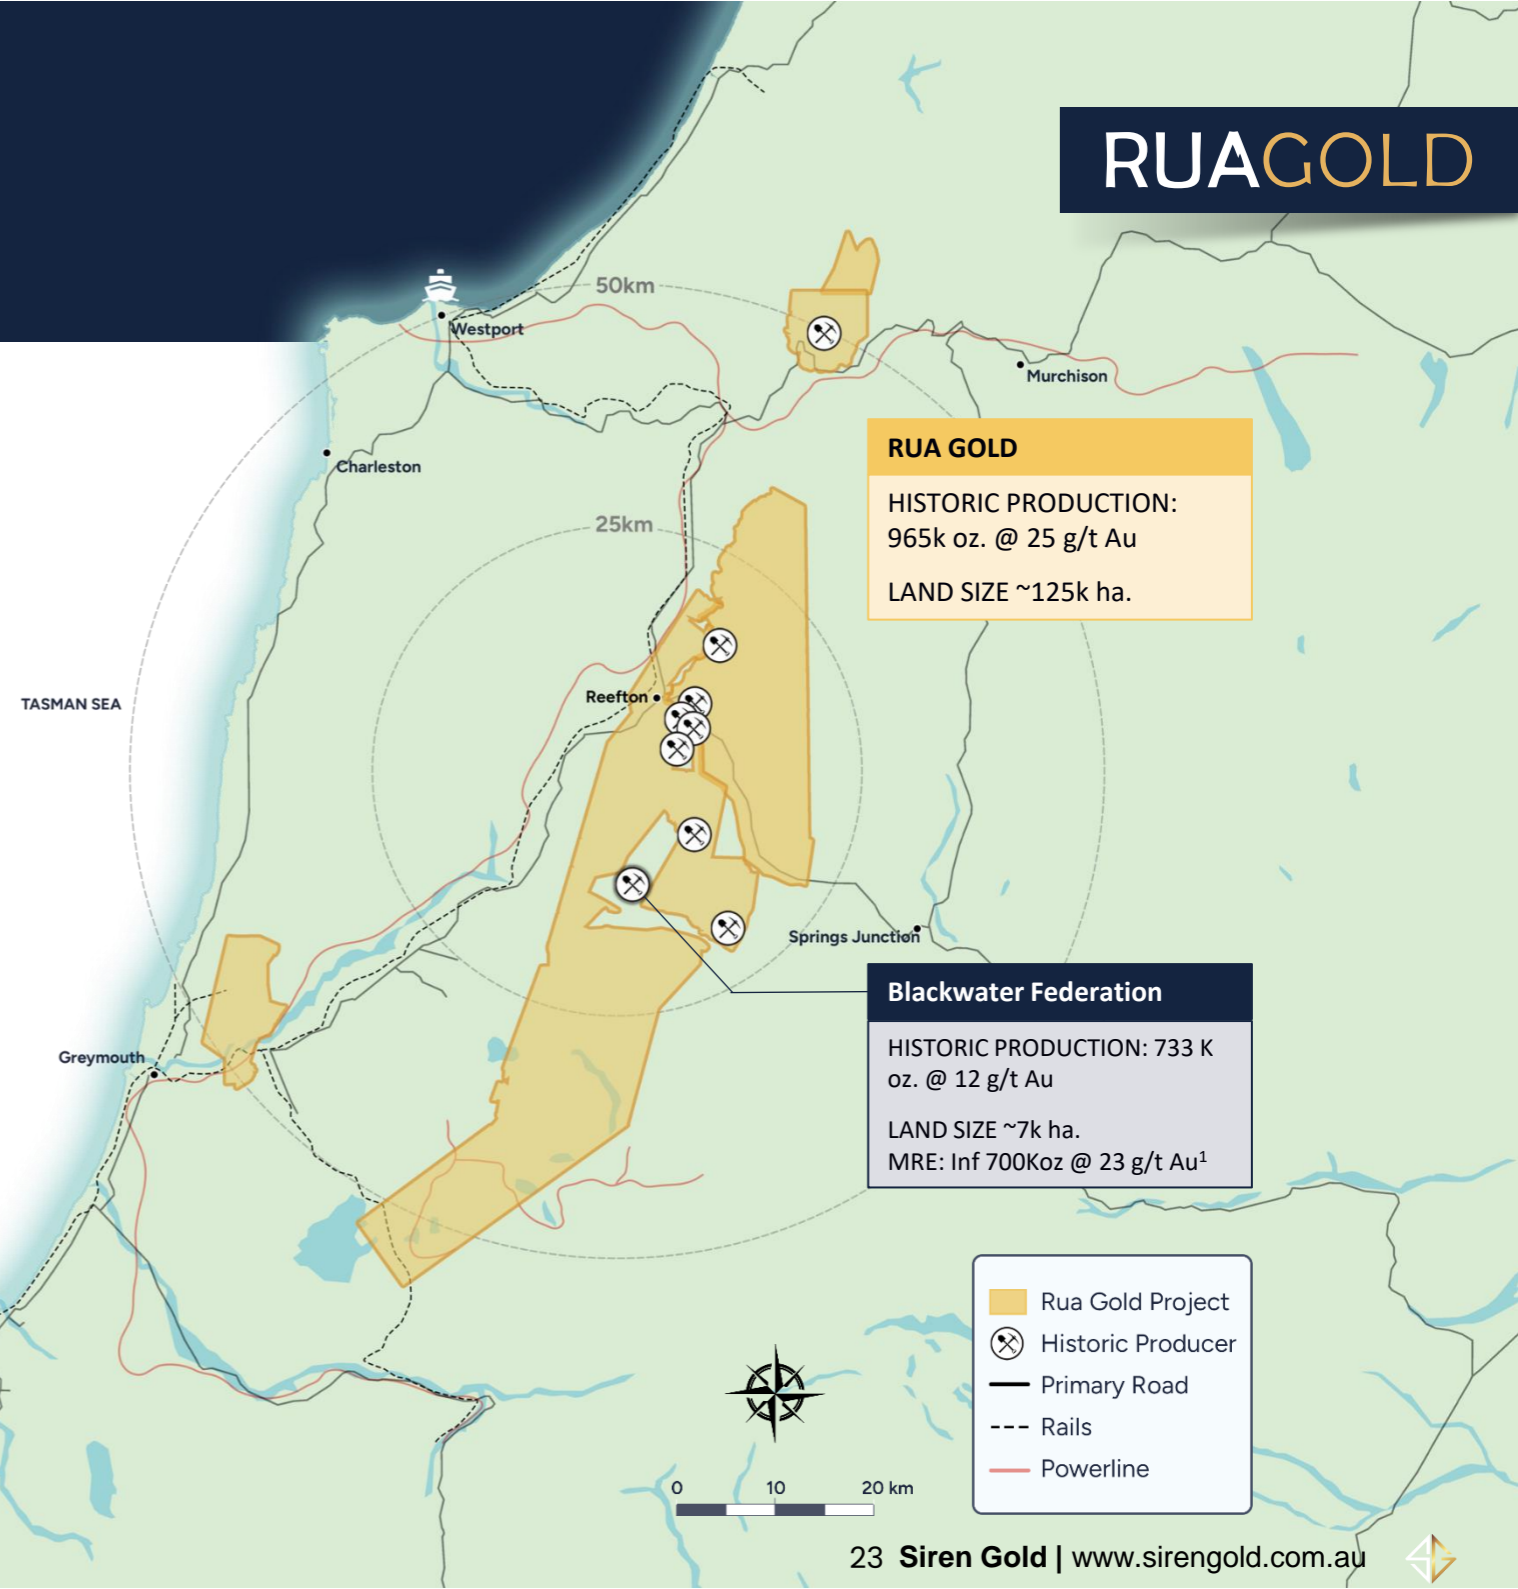 RUAGOLD
50km
Westport
Murchison
Charleston
RUA GOLD
HISTORIC PRODUCTION:
965k oz. @ 25 g/t Au
LAND SIZE ~125k ha.
25km
Reefton
TASMAN SEA
Springs Junction
Blackwater Federation
HISTORIC PRODUCTION: 733 K
oz. @ 12 g/t Au
LAND SIZE ~7k ha.
MRE: Inf 700Koz @ 23 g/t Au¹
Greymouth
Rua Gold Project
Historic Producer
Primary Road
Rails
Powerline
0 10 20 km
23 Siren Gold | www.sirengold.com.au